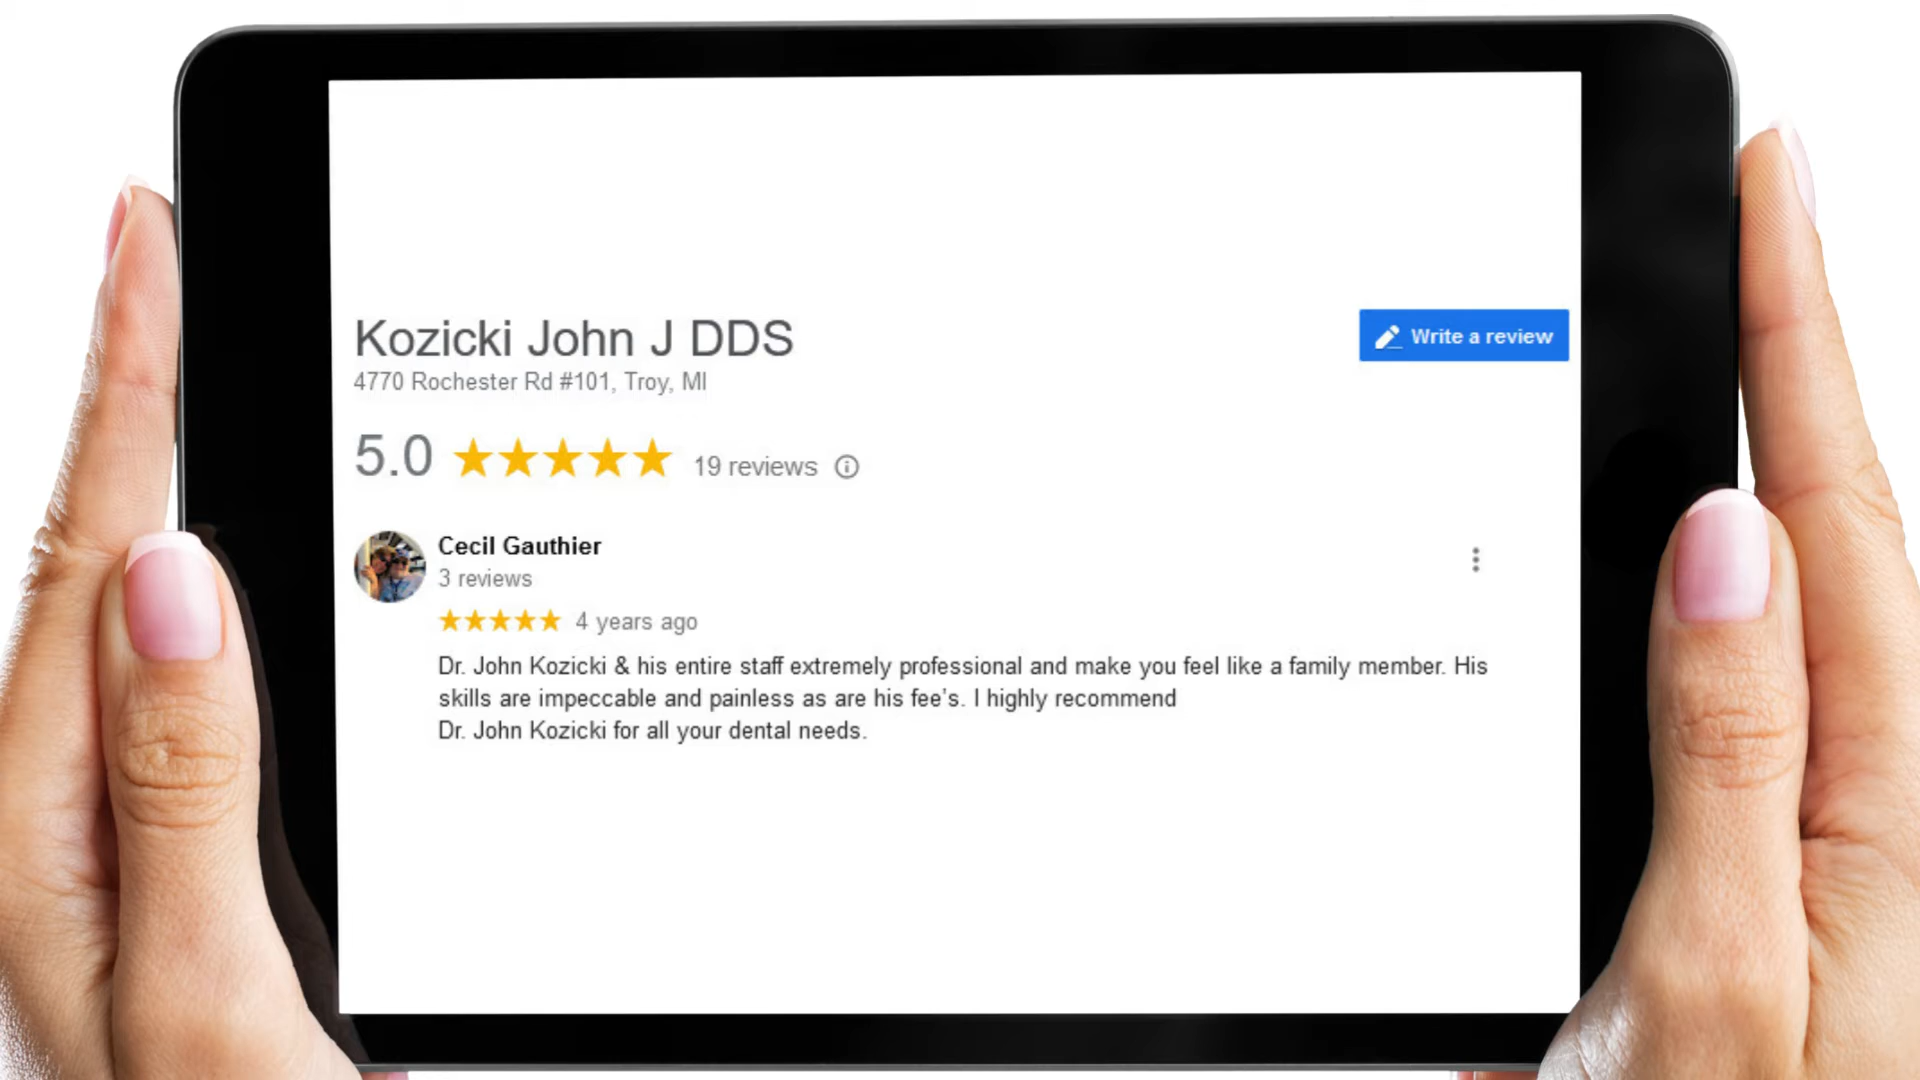 Kozicki John J DDS
Write a review
4770 Rochester Rd #101, Troy, MI
5.0
19 reviews
Cecil Gauthier
3 reviews
4 years ago
Dr. John Kozicki & his entire staff extremely professional and make you feel like a family member. His
skills are impeccable and painless as are his fee's. I highly recommend
Dr. John Kozicki for all your dental needs.